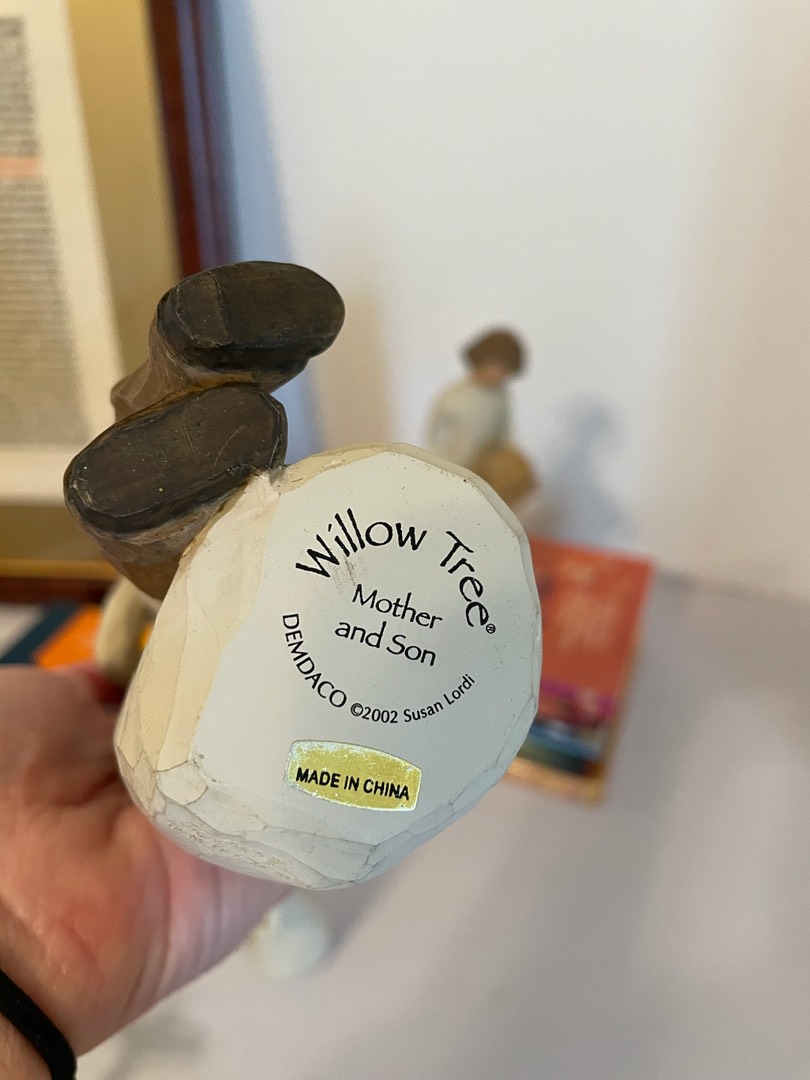 Willow Tree®
Mother
and Son
DEMDACO ©2002 Susan Lordi
MADE IN CHINA